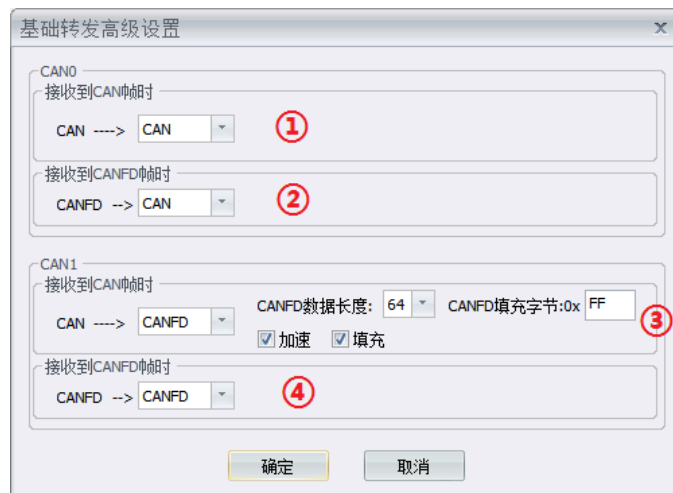 基础转发高级设置 x
CAN0
接收到CAN帧时
CAN ----> CAN ①
接收到CANFD帧时
CANFD --> CAN ②
CAN1
接收到CAN帧时
CANFD数据长度: 64 CANFD填充字节:0x FF
CAN ----> CANFD ③
加速 填充
接收到CANFD帧时
CANFD --> CANFD ④
确定 取消